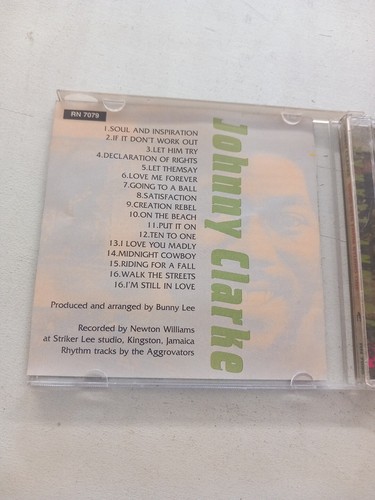 RN 7079
1.SOUL AND INSPIRATION
2.IF IT DON'T WORK OUT
3.LET HIM TRY
4.DECLARATION OF RIGHTS
5.LET THEMSAY
6.LOVE ME FOREVER
7.GOING TO A BALL
8.SATISFACTION
9.CREATION REBEL
10.ON THE BEACH
11.PUT IT ON
12.TEN TO ONE
13.I LOVE YOU MADLY
14.MIDNIGHT COWBOY
15.RIDING FOR A FALL
16.WALK THE STREETS
16.I'M STILL IN LOVE
Produced and arranged by Bunny Lee
Recorded by Newton Williams
at Striker Lee studio, Kingston, Jamaica
Rhythm tracks by the Aggrovators
Johnny Clarke